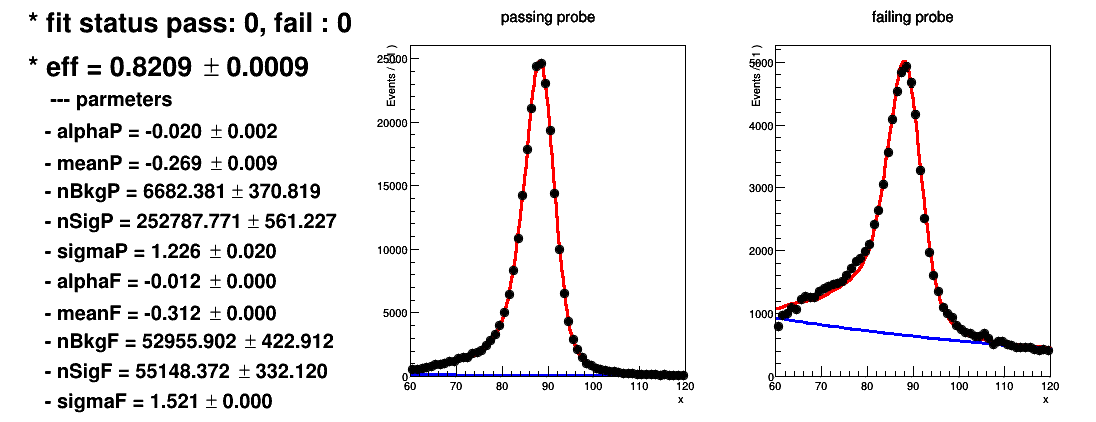 * fit status pass: 0, fail : 0
* eff = 0.8209 ± 0.0009
--- parmeters
- alphaP = -0.020 ± 0.002
- meanP = -0.269 ± 0.009
- nBkgP = 6682.381 ± 370.819
- nSigP = 252787.771 ± 561.227
- sigmaP = 1.226 ± 0.020
- alphaF = -0.012 ± 0.000
- meanF = -0.312 ± 0.000
- nBkgF = 52955.902 ± 422.912
- nSigF = 55148.372 ± 332.120
- sigmaF = 1.521 ± 0.000
passing probe
Events / ( 1 )
25000
20000
15000
10000
5000
0
60 70 80 90 100 110 120
x
failing probe
Events / ( 1 )
5000
4000
3000
2000
1000
0
60 70 80 90 100 110 120
x